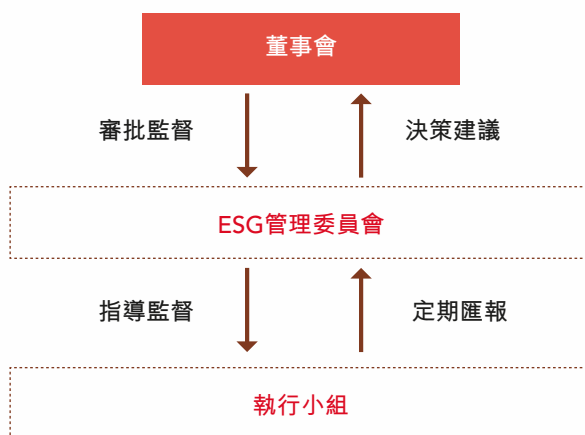 董事會
審批監督
決策建議
ESG管理委員會
指導監督
定期匯報
執行小組